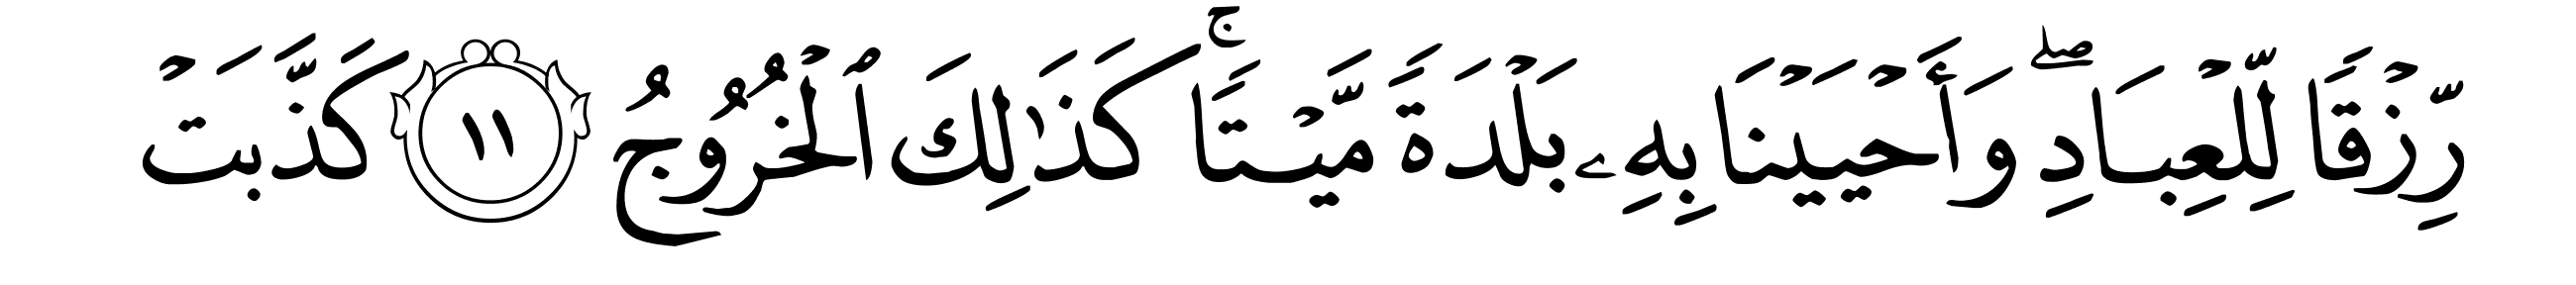 رِّزْقًا لِّلْعِبَادِ ۖ وَأَحْيَيْنَا بِهِۦ بَلْدَةً مَّيْتًا ۚ كَذَٰلِكَ ٱلْخُرُوجُ ١١ كَذَّبَتْ